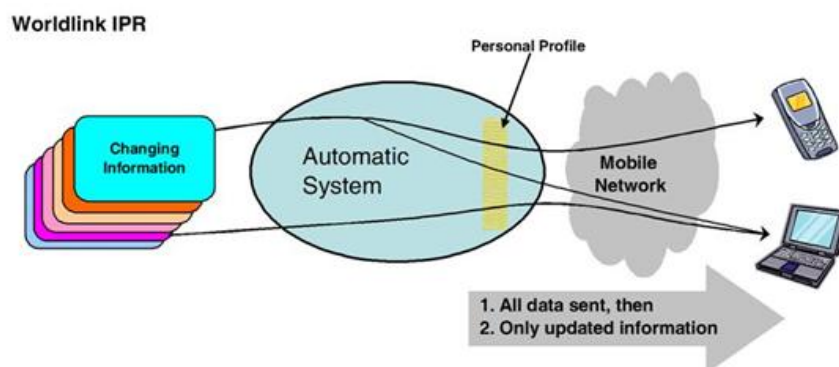 Worldlink IPR
Personal Profile
Changing
Information
Automatic
System
Mobile
Network
1. All data sent, then
2. Only updated information